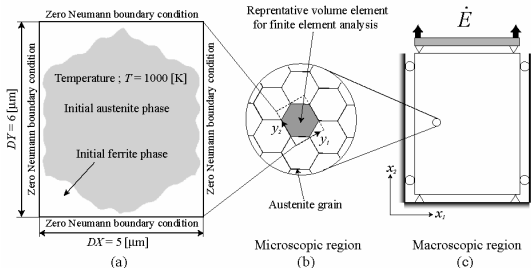 Zero Neumann boundary condition
Zero Neumann boundary condition
Temperature ; T = 1000 [K]
Initial austenite phase
Initial ferrite phase
Zero Neumann boundary condition
DY = 6 [μm]
Zero Neumann boundary condition
DX = 5 [μm]
(a)
Reprentative volume element
for finite element analysis
y₂
y₁
Austenite grain
Microscopic region
(b)
Ė
x₂
x₁
Macroscopic region
(c)